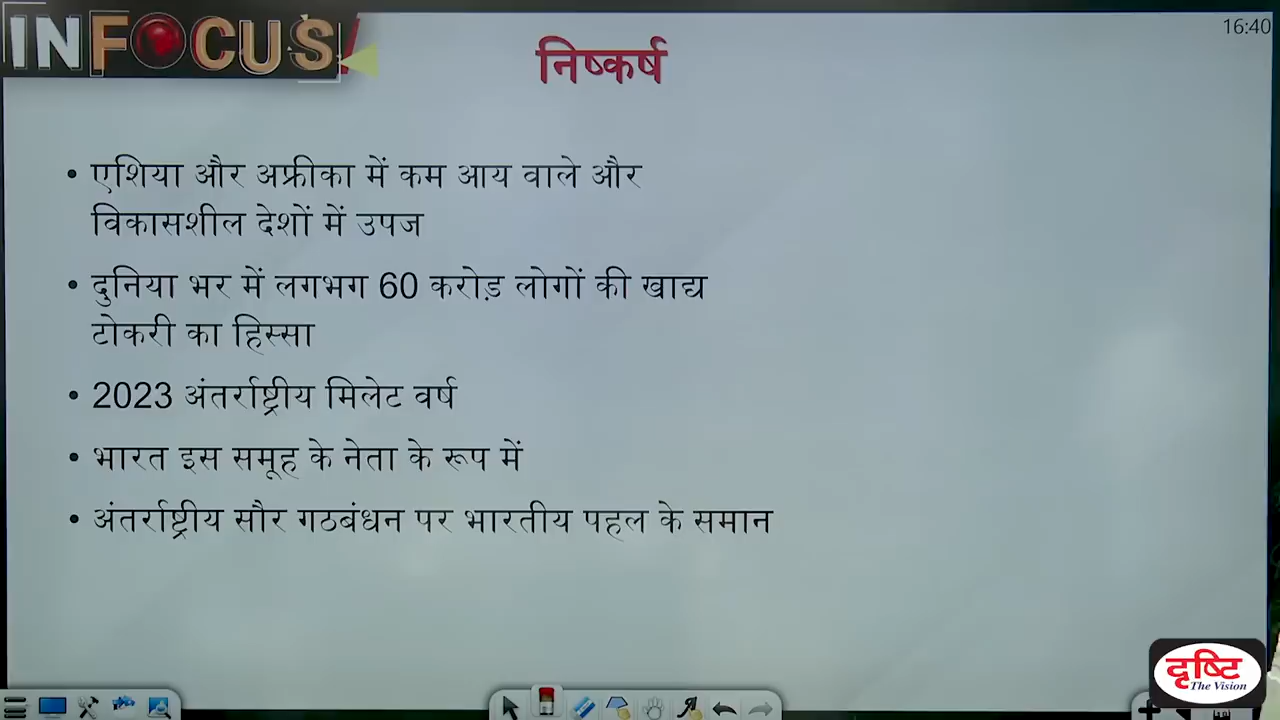 INFOCUS!
16:40
निष्कर्ष
• एशिया और अफ्रीका में कम आय वाले और
विकासशील देशों में उपज
• दुनिया भर में लगभग 60 करोड़ लोगों की खाद्य
टोकरी का हिस्सा
• 2023 अंतर्राष्ट्रीय मिलेट वर्ष
• भारत इस समूह के नेता के रूप में
• अंतर्राष्ट्रीय सौर गठबंधन पर भारतीय पहल के समान
दृष्टि
The Vision